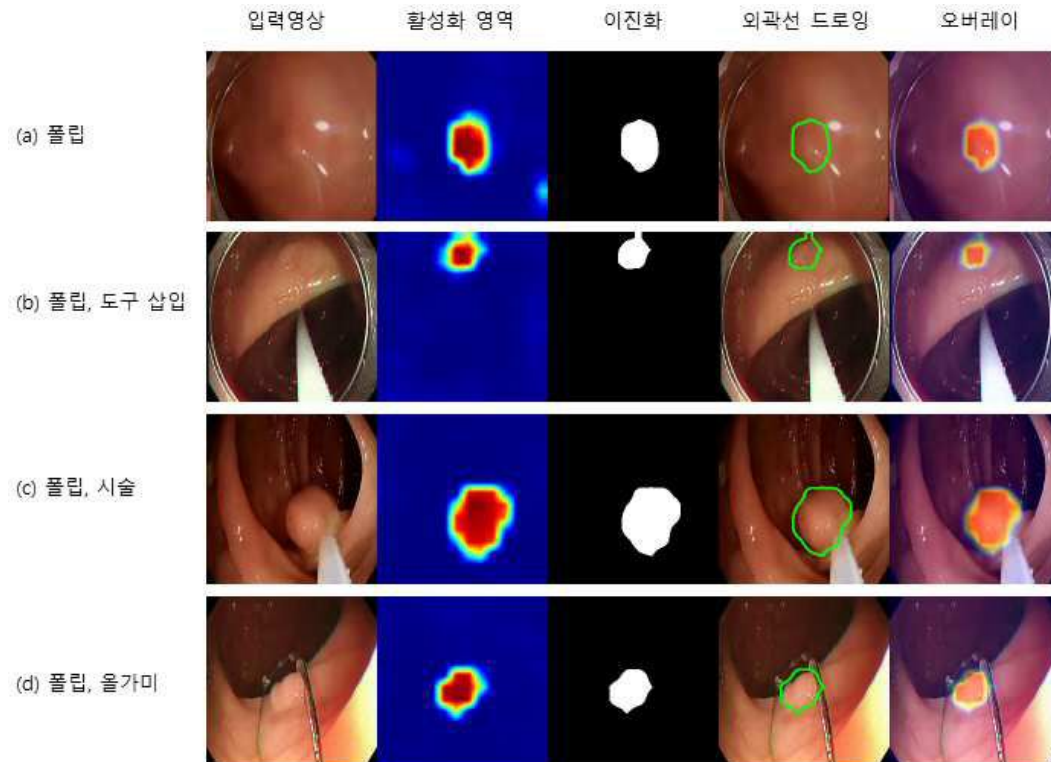 입력영상 활성화 영역 이진화 외곽선 드로잉 오버레이
(a) 폴립
(b) 폴립, 도구 삽입
(c) 폴립, 시술
(d) 폴립, 올가미